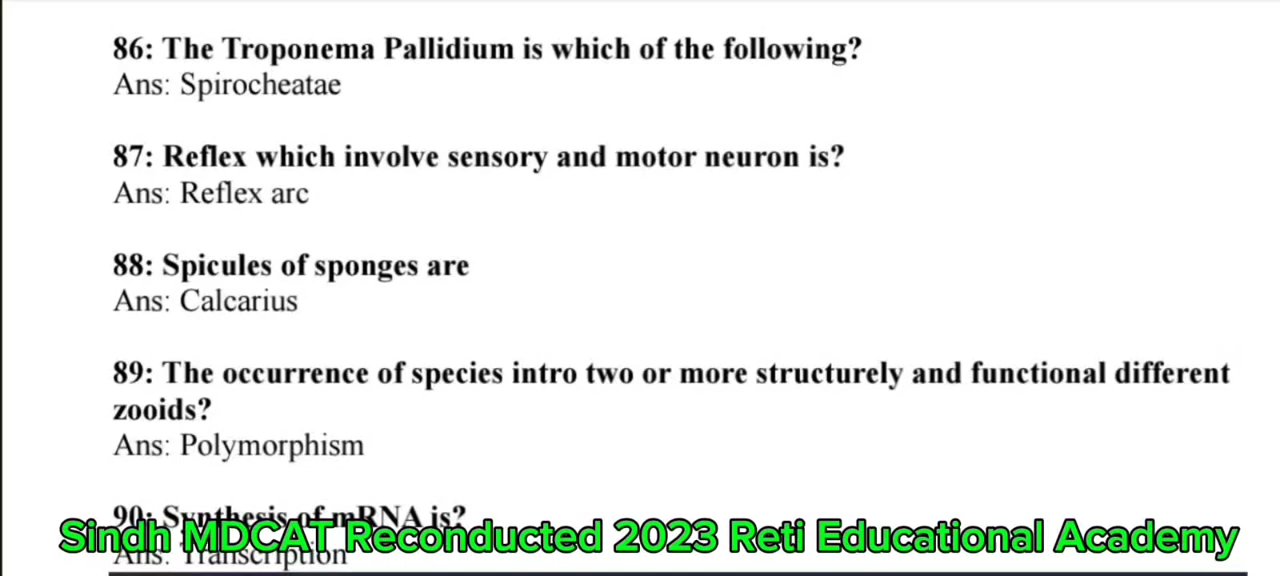 86: The Troponema Pallidium is which of the following?
Ans: Spirocheatae
87: Reflex which involve sensory and motor neuron is?
Ans: Reflex arc
88: Spicules of sponges are
Ans: Calcarius
89: The occurrence of species intro two or more structurely and functional different
zooids?
Ans: Polymorphism
90: Synthesis of mRNA is?
Sindh MDCAT Reconducted 2023 Reti Educational Academy
Ans: Transcription